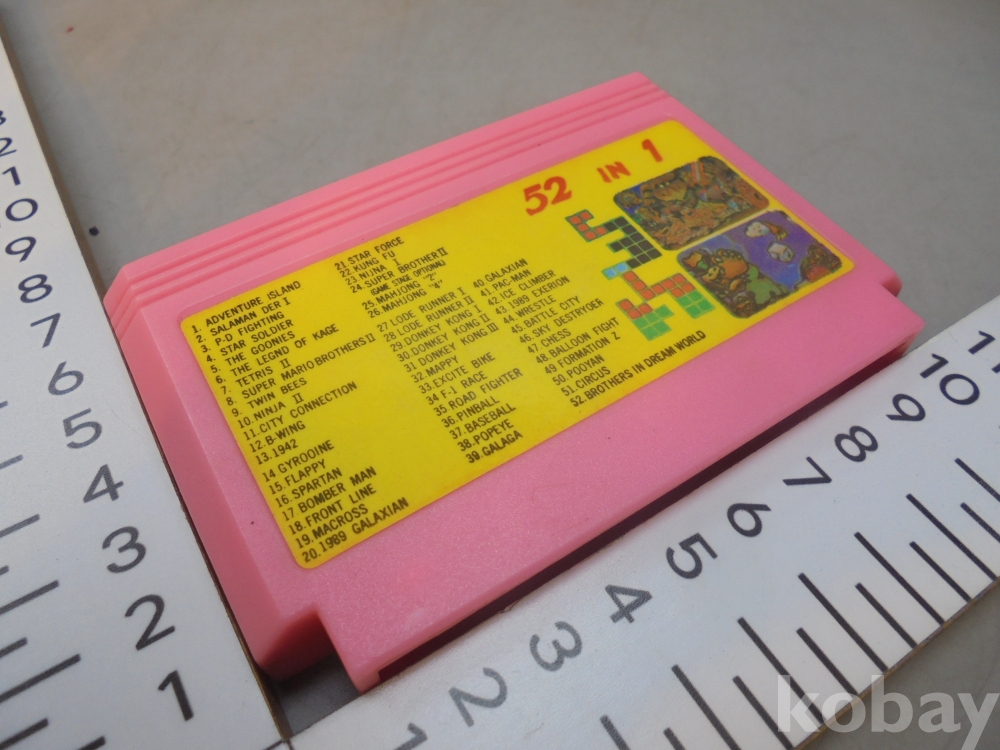 52 IN 1
1. ADVENTURE ISLAND
2. SALAMAN DER I
3. P-D FIGHTING
4. STAR SOLDIER
5. THE GOONIES
6. THE LEGND OF KAGE
7. TETRIS II
8. SUPER MARIO BROTHERS II
9. TWIN BEES
10. NINJA II
11. CITY CONNECTION
12. B-WING
13. 1942
14 GYROOINE
15. FLAPPY
16. SPARTAN
17. BOMBER MAN
18. FRONT LINE
19. MACROSS
20. 1989 GALAXIAN
21. STAR FORCE
22. KUNG FU
23. NIJNA I
24. SUPER BROTHER II
(GAME STAGE OPTIONAL)
25. MAHJONG "2"
26. MAHJONG "4"
27. LODE RUNNER I
28. LODE RUNNER II
29. DONKEY KONG I
30. DONKEY KONG II
31. DONKEY KONG III
32. MAPPY
33. EXCITE BIKE
34 F-1 RACE
35. ROAD FIGHTER
36. PINBALL
37. BASEBALL
38. POPEYE
39. GALAGA
40. GALAXIAN
41. PAC-MAN
42. ICE CLIMBER
43. 1989 EXERION
44. WRESTLE
45. BATTLE CITY
46. SKY DESTRYOER
47. CHESS
48. BALLOON FIGHT
49. FORMATION Z
50. POOYAN
51. CIRCUS
52. BROTHERS IN DREAM WORLD
3
2
1
10
9
8
7
6
5
4
3
2
1
1
2
3
4
5
6
7
8
9
10
11
kobay